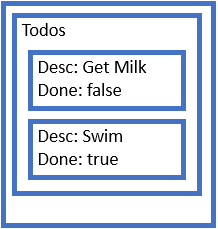 Todos
Desc: Get Milk
Done: false
Desc: Swim
Done: true